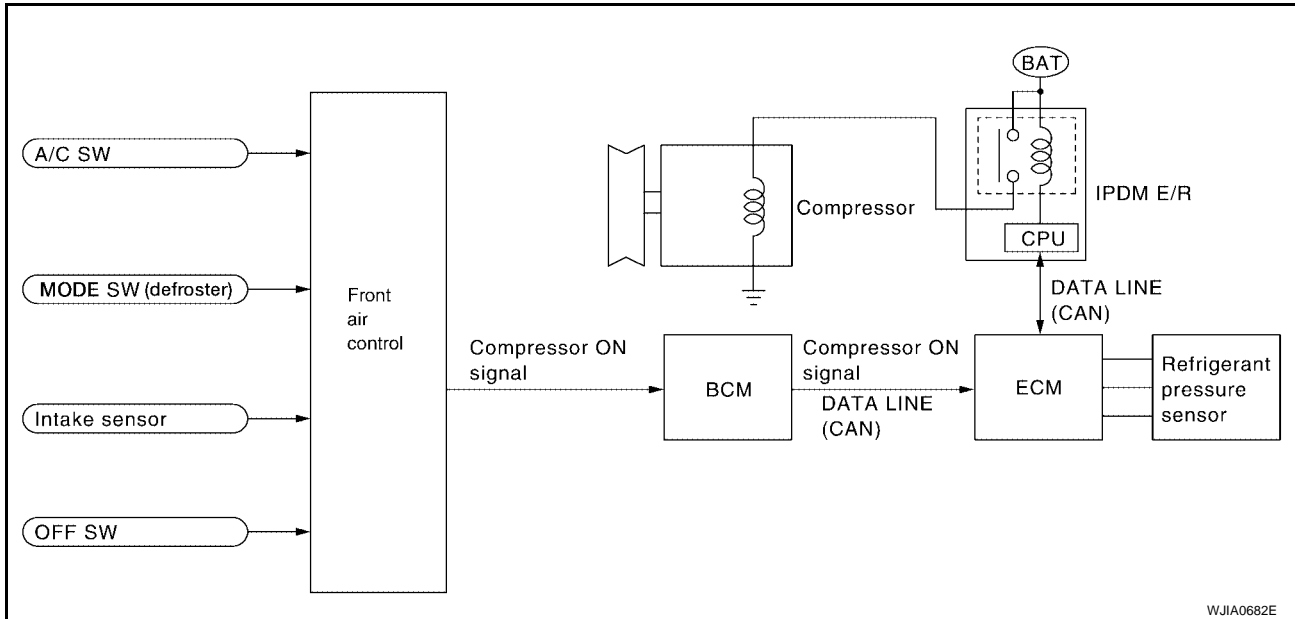 BAT
A/C SW
IPDM E/R
Compressor
CPU
MODE SW (defroster)
Front
air
control
DATA LINE
(CAN)
Compressor ON
signal
BCM
Compressor ON
signal
DATA LINE
(CAN)
ECM
Refrigerant
pressure
sensor
Intake sensor
OFF SW
WJIA0682E